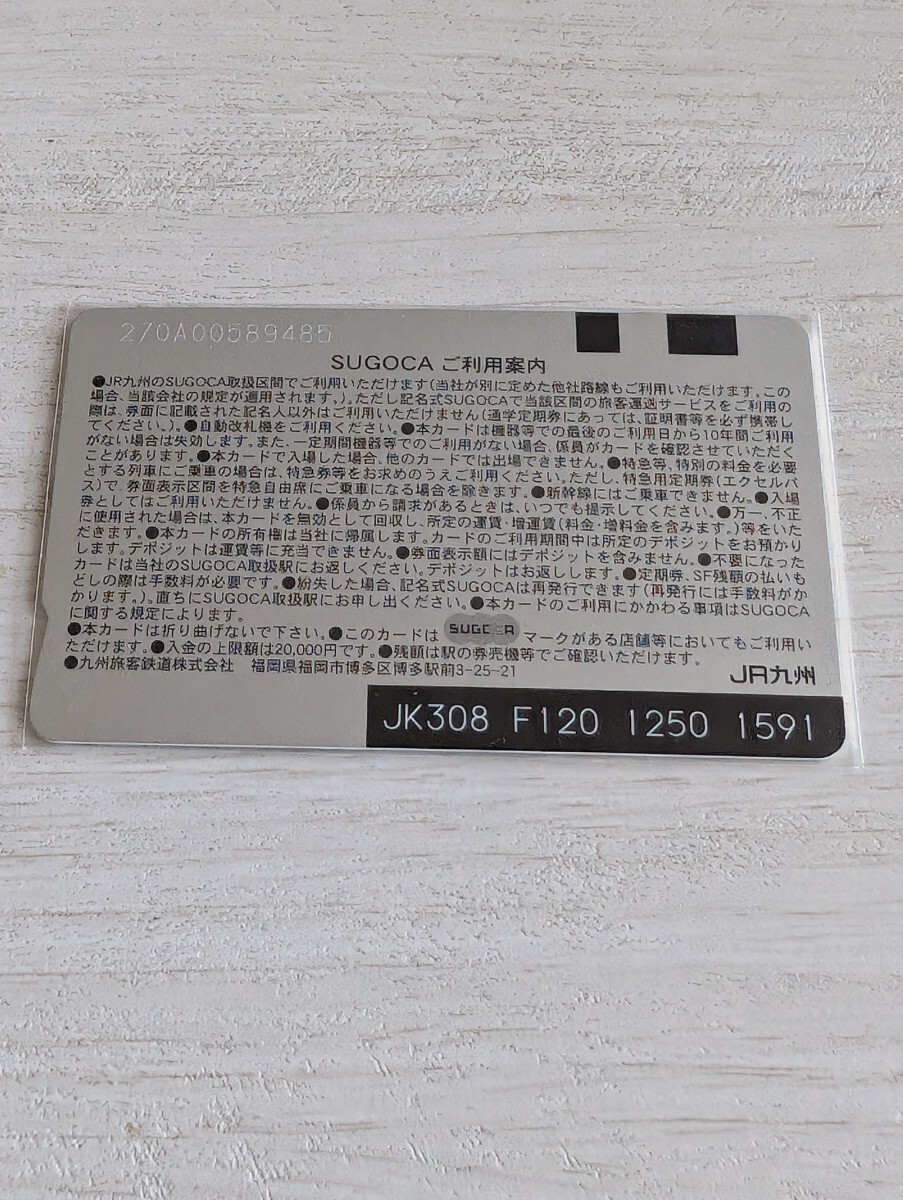 270A00589485
SUGOCA ご利用案内
●JR九州のSUGOCA取扱区間でご利用いただけます(当社が別に定めた他社路線もご利用いただけます。この
場合、当該会社の規定が適用されます。)。ただし記名式SUGOCAで当該区間の旅客運送サービスをご利用の
際は、券面に記載された記名人以外はご利用いただけません(通学定期券にあっては、証明書等を必ず携帯し
てください。)。●自動改札機をご利用ください。●本カードは機器等での最後のご利用日から10年間ご利用
がない場合は失効します。また、一定期間機器等でのご利用がない場合、係員がカードを確認させていただく
ことがあります。●本カードで入場した場合、他のカードでは出場できません。●特急等、特別の料金を必要
とする列車にご乗車の場合は、特急券等をお求めのうえご利用ください。ただし、特急用定期券(エクセルパ
ス)で、券面表示区間を特急自由席にご乗車になる場合を除きます。●新幹線にはご乗車できません。●入場
券としてはご利用いただけません。●係員から請求があるときは、いつでも提示してください。●万一、不正
に使用された場合は、本カードを無効として回収し、所定の運賃・増運賃(料金・増料金を含みます。)等をいた
だきます。●本カードの所有権は当社に帰属します。カードのご利用期間中は所定のデポジットをお預かり
します。デポジットは運賃等に充当できません。●券面表示額にはデポジットを含みません。●不要になった
カードは当社のSUGOCA取扱駅にお返しください。デポジットはお返しします。●定期券、SF残額の払いも
どしの際は手数料が必要です。●紛失した場合、記名式SUGOCAは再発行できます(再発行には手数料がか
かります。)。直ちにSUGOCA取扱駅にお申し出ください。●本カードのご利用にかかわる事項はSUGOCA
に関する規定によります。
●本カードは折り曲げないで下さい。●このカードは SUGOCA マークがある店舗等においてもご利用い
ただけます。●入金の上限額は20,000円です。●残額は駅の券売機等でご確認いただけます。
●九州旅客鉄道株式会社 福岡県福岡市博多区博多駅前3-25-21
JR九州
JK308 F120 1250 1591